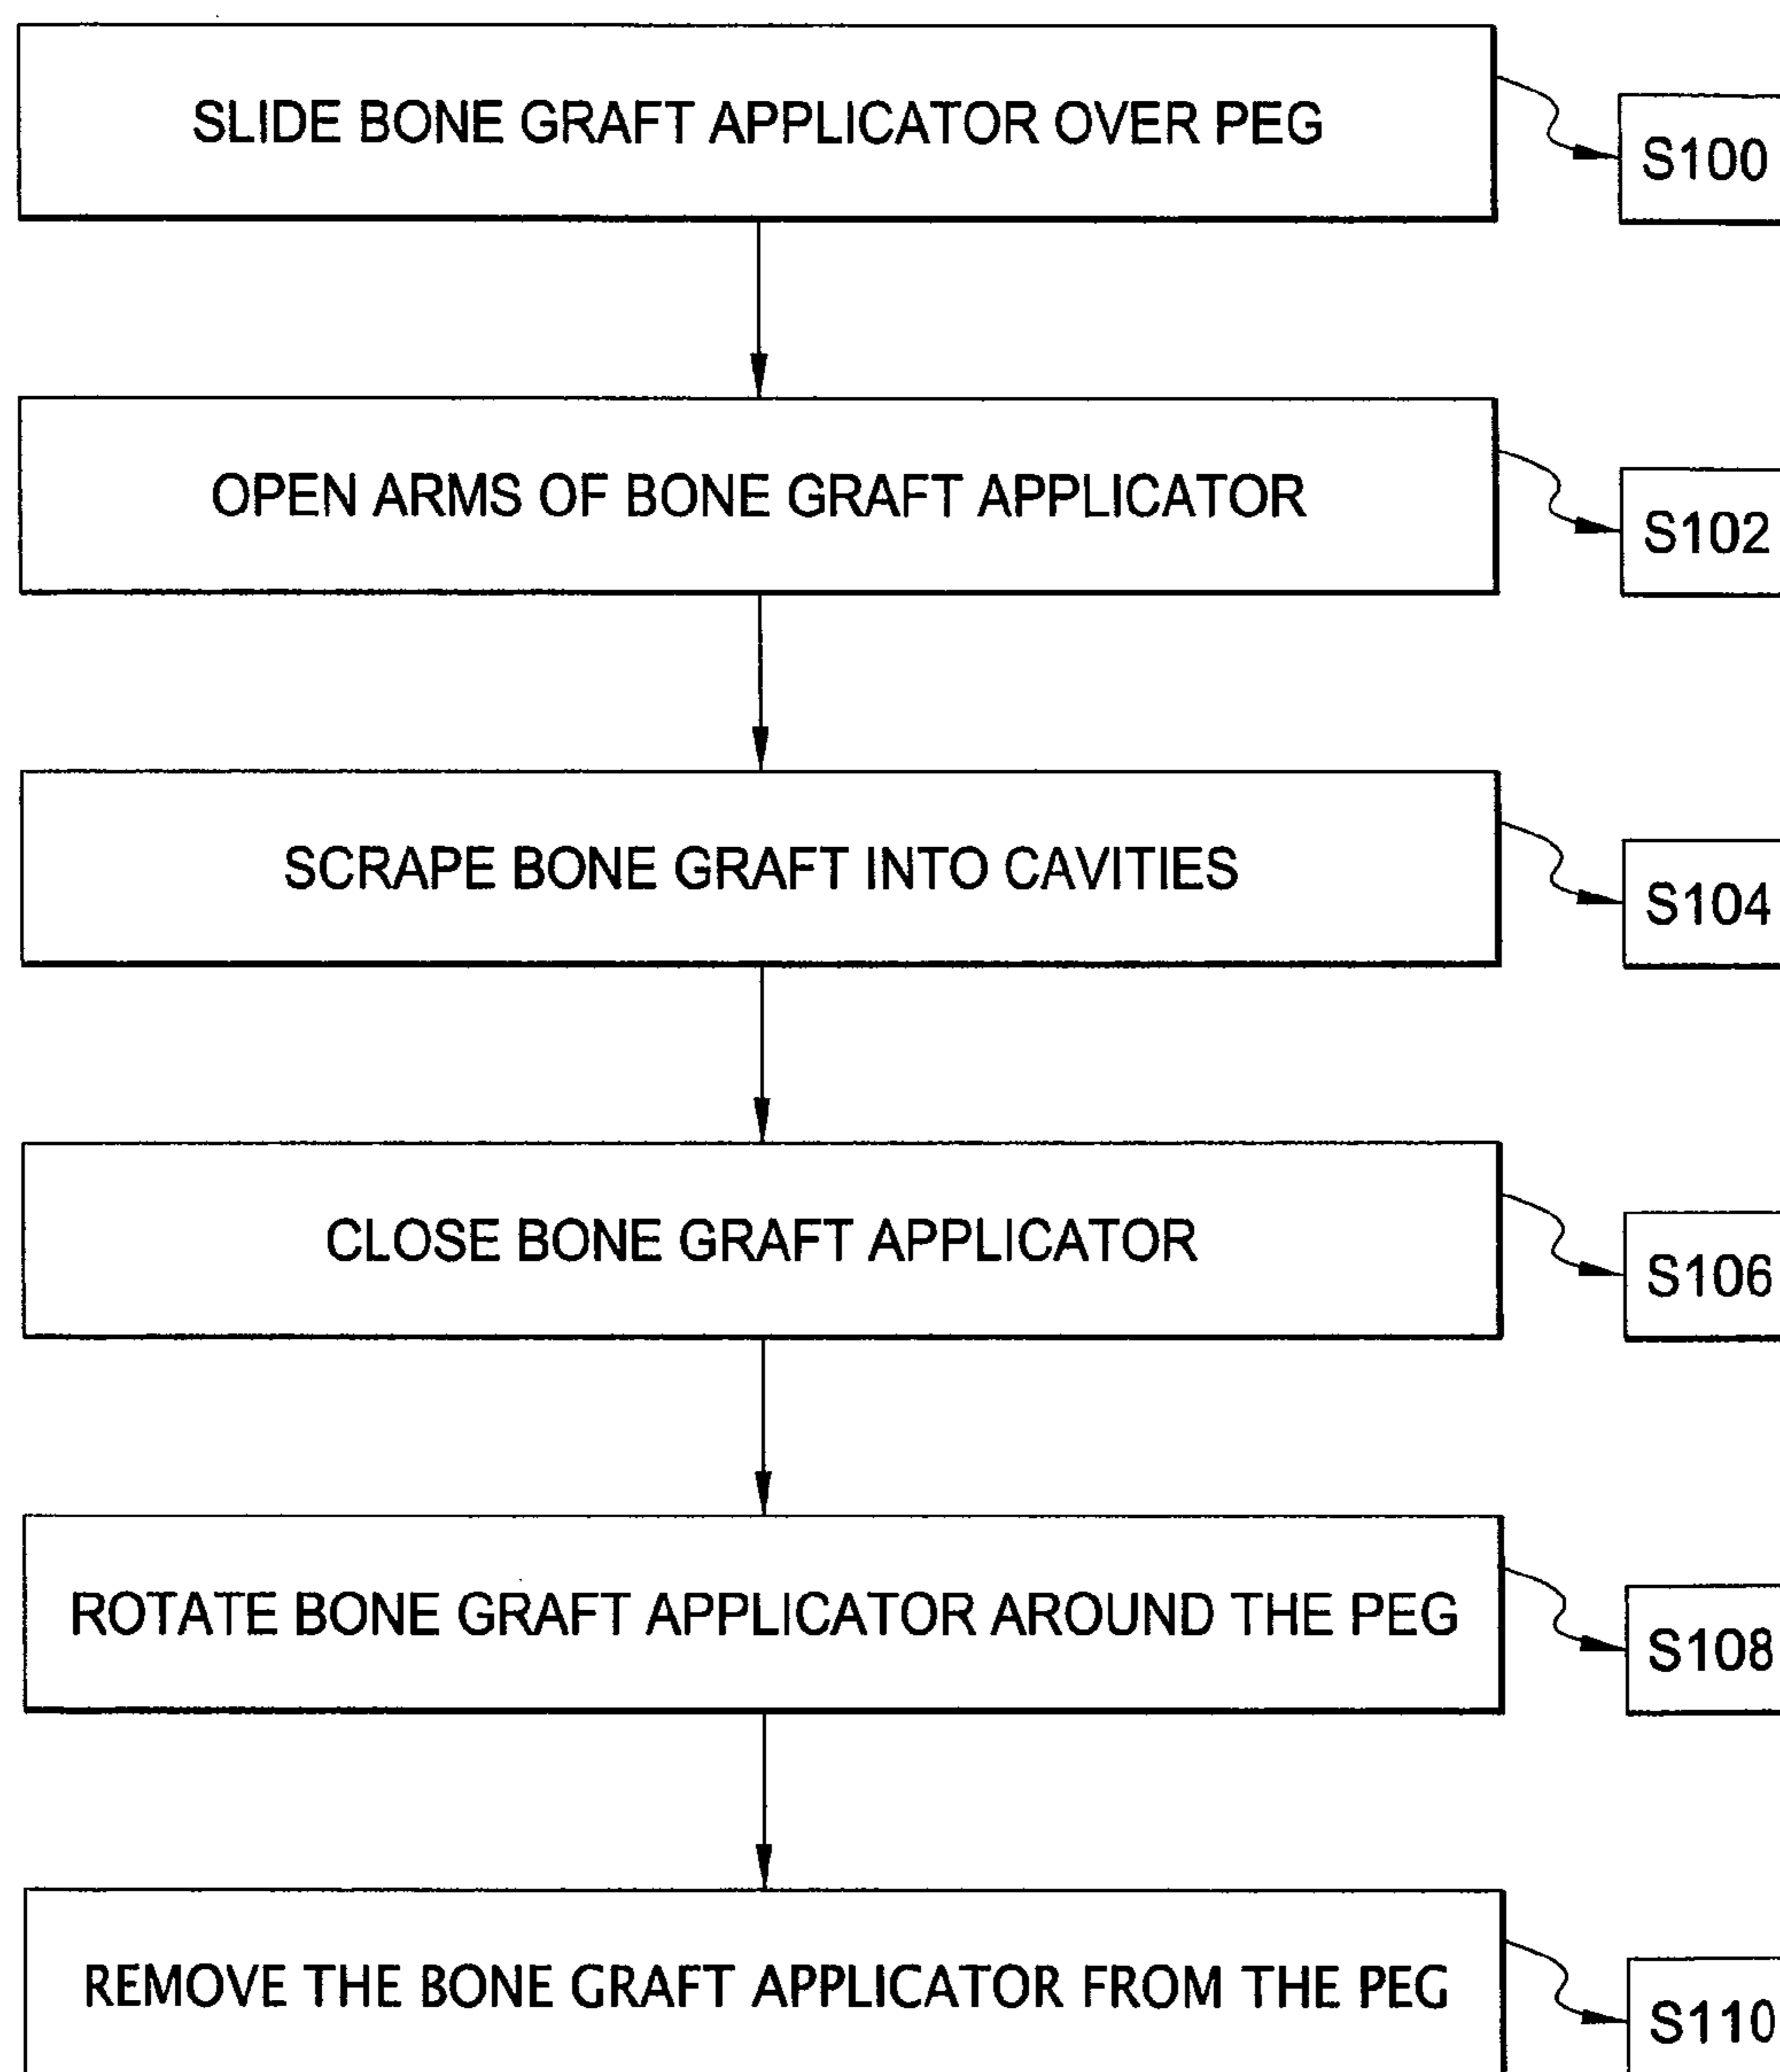 SLIDE BONE GRAFT APPLICATOR OVER PEG
S100
OPEN ARMS OF BONE GRAFT APPLICATOR
S102
SCRAPE BONE GRAFT INTO CAVITIES
S104
CLOSE BONE GRAFT APPLICATOR
S106
ROTATE BONE GRAFT APPLICATOR AROUND THE PEG
S108
REMOVE THE BONE GRAFT APPLICATOR FROM THE PEG
S110